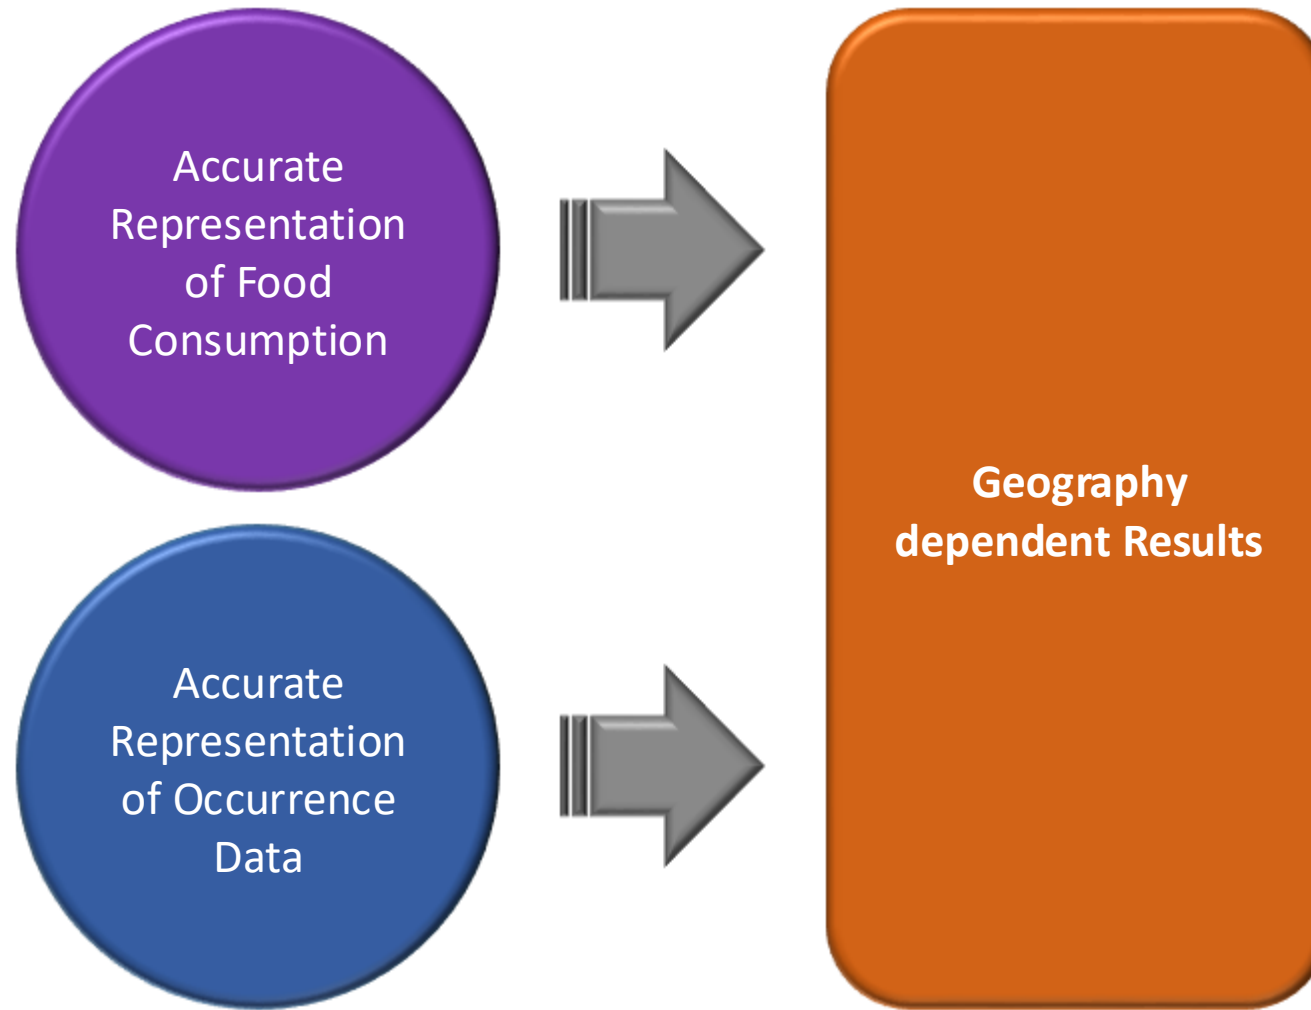 Accurate
Representation
of Food
Consumption
Accurate
Representation
of Occurrence
Data
Geography
dependent Results